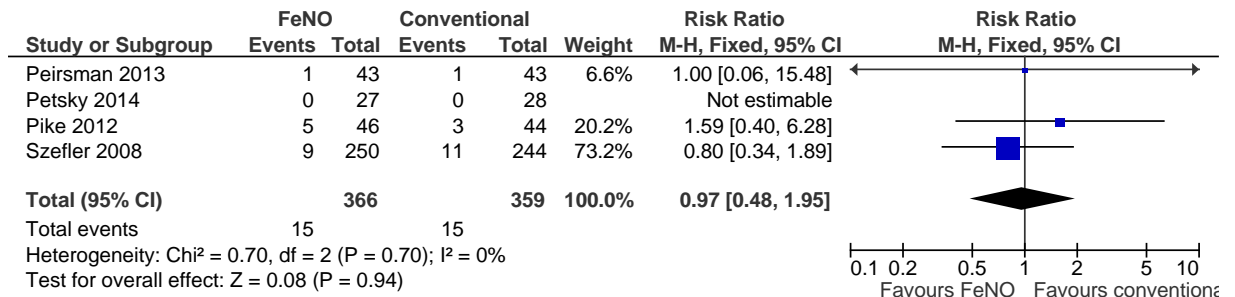 FeNO Conventional Risk Ratio Risk Ratio
Study or Subgroup Events Total Events Total Weight M-H, Fixed, 95% CI M-H, Fixed, 95% CI
Peirsman 2013 1 43 1 43 6.6% 1.00 [0.06, 15.48]
Petsky 2014 0 27 0 28 Not estimable
Pike 2012 5 46 3 44 20.2% 1.59 [0.40, 6.28]
Szefler 2008 9 250 11 244 73.2% 0.80 [0.34, 1.89]
Total (95% CI) 366 359 100.0% 0.97 [0.48, 1.95]
Total events 15 15
Heterogeneity: Chi² = 0.70, df = 2 (P = 0.70); I² = 0%
Test for overall effect: Z = 0.08 (P = 0.94)
0.1 0.2 0.5 1 2 5 10
Favours FeNO Favours conventiona